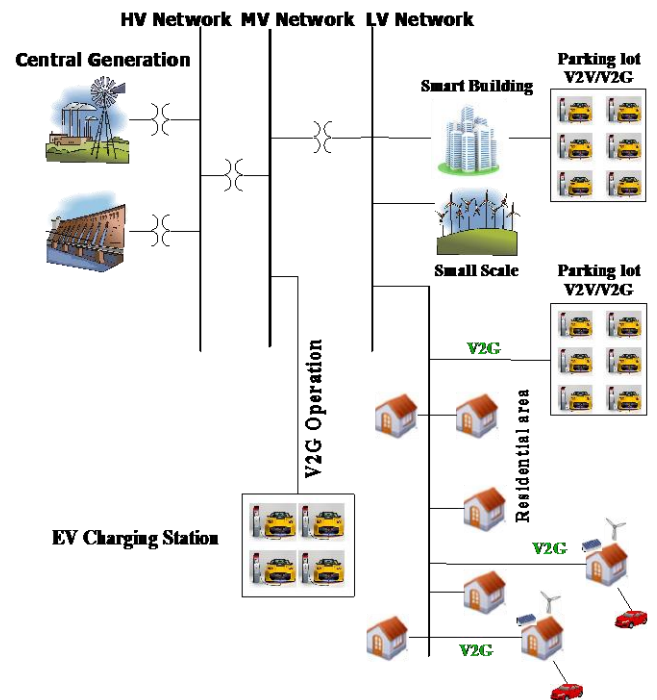 HV Network MV Network LV Network
Central Generation
Smart Building
Parking lot
V2V/V2G
Small Scale
Parking lot
V2V/V2G
V2G
V2G Operation
Residential area
EV Charging Station
V2G
V2G